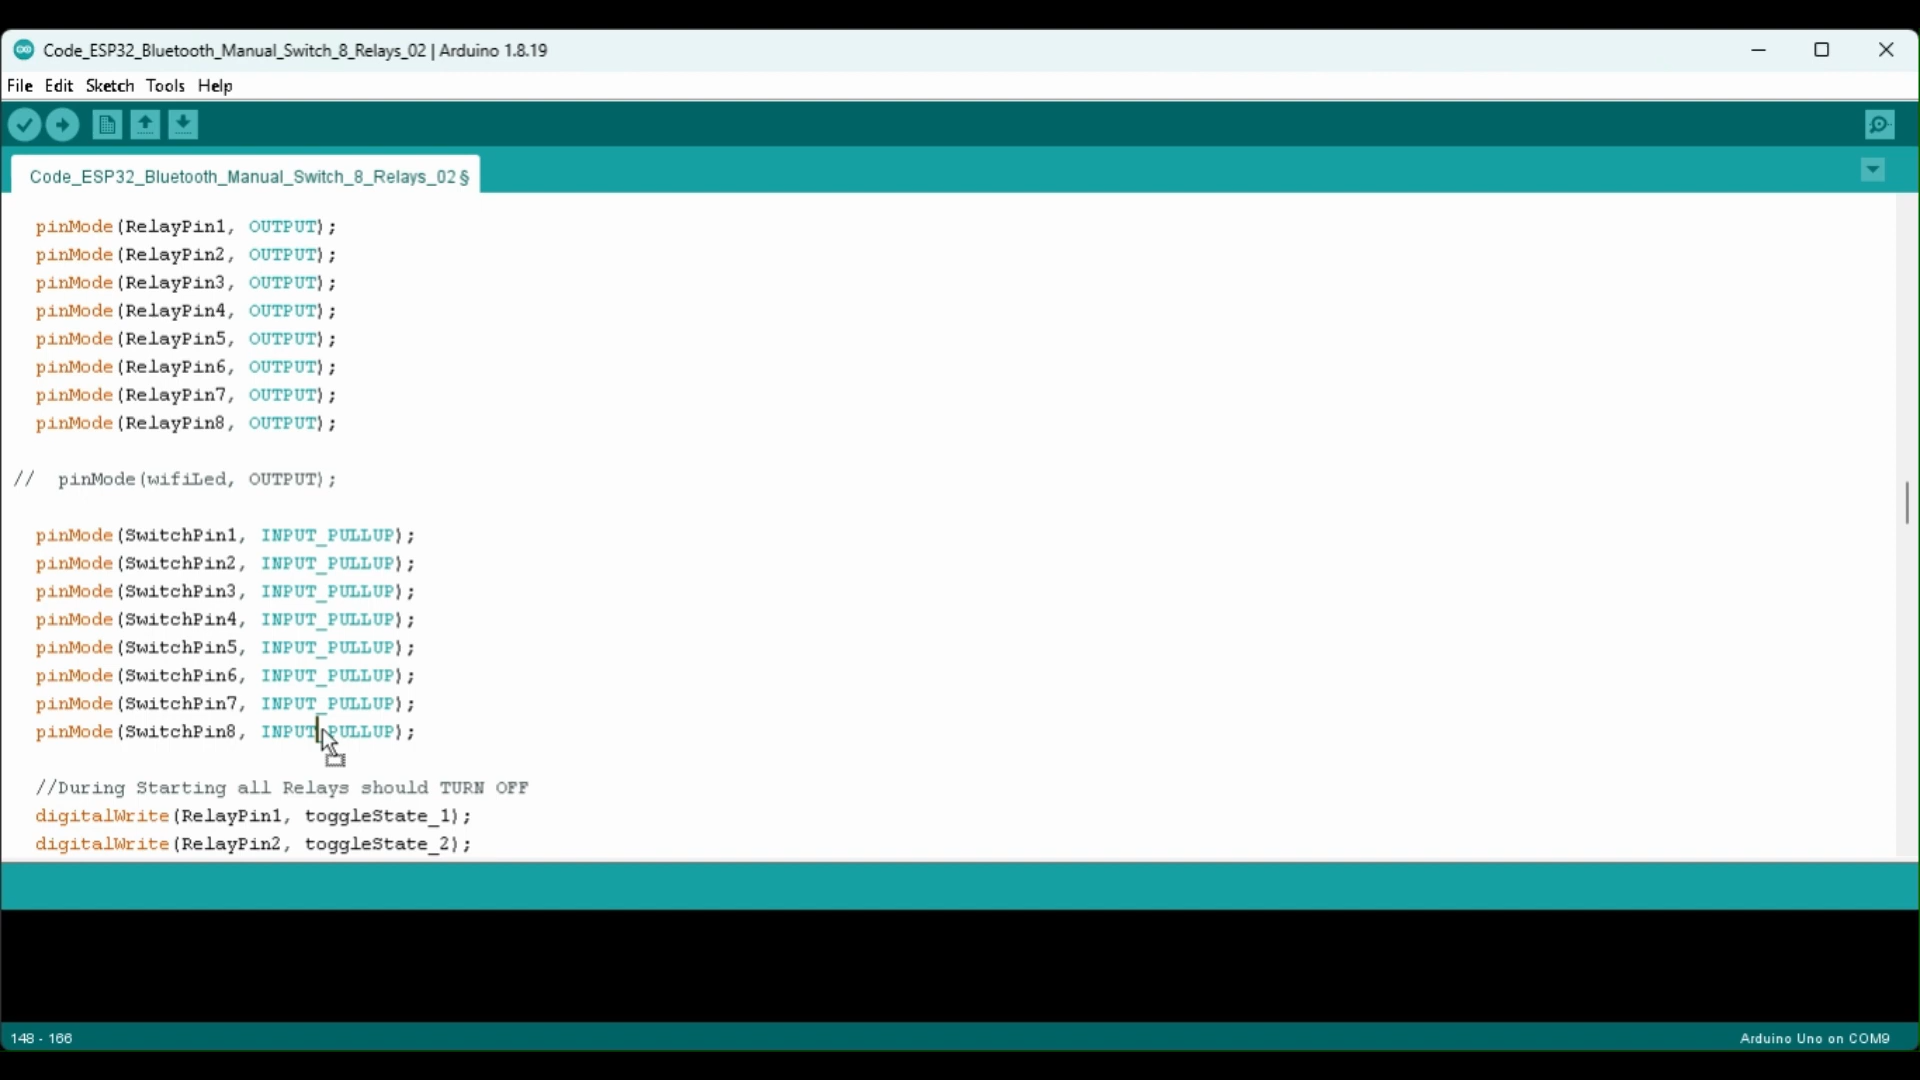 Code_ESP32_Bluetooth_Manual_Switch_8_Relays_02 | Arduino 1.8.19
File Edit Sketch Tools Help
Code_ESP32_Bluetooth_Manual_Switch_8_Relays_02 §
pinMode(RelayPin1, OUTPUT);
pinMode(RelayPin2, OUTPUT);
pinMode(RelayPin3, OUTPUT);
pinMode(RelayPin4, OUTPUT);
pinMode(RelayPin5, OUTPUT);
pinMode(RelayPin6, OUTPUT);
pinMode(RelayPin7, OUTPUT);
pinMode(RelayPin8, OUTPUT);
//  pinMode(wifiLed, OUTPUT);
pinMode(SwitchPin1, INPUT_PULLUP);
pinMode(SwitchPin2, INPUT_PULLUP);
pinMode(SwitchPin3, INPUT_PULLUP);
pinMode(SwitchPin4, INPUT_PULLUP);
pinMode(SwitchPin5, INPUT_PULLUP);
pinMode(SwitchPin6, INPUT_PULLUP);
pinMode(SwitchPin7, INPUT_PULLUP);
pinMode(SwitchPin8, INPUT_PULLUP);
//During Starting all Relays should TURN OFF
digitalWrite(RelayPin1, toggleState_1);
digitalWrite(RelayPin2, toggleState_2);
148 - 166
Arduino Uno on COM9